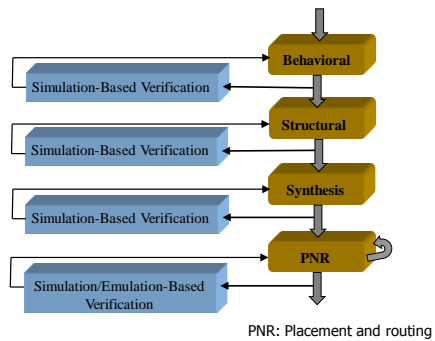 Behavioral
Simulation-Based Verification
Structural
Simulation-Based Verification
Synthesis
Simulation-Based Verification
PNR
Simulation/Emulation-Based
Verification
PNR: Placement and routing